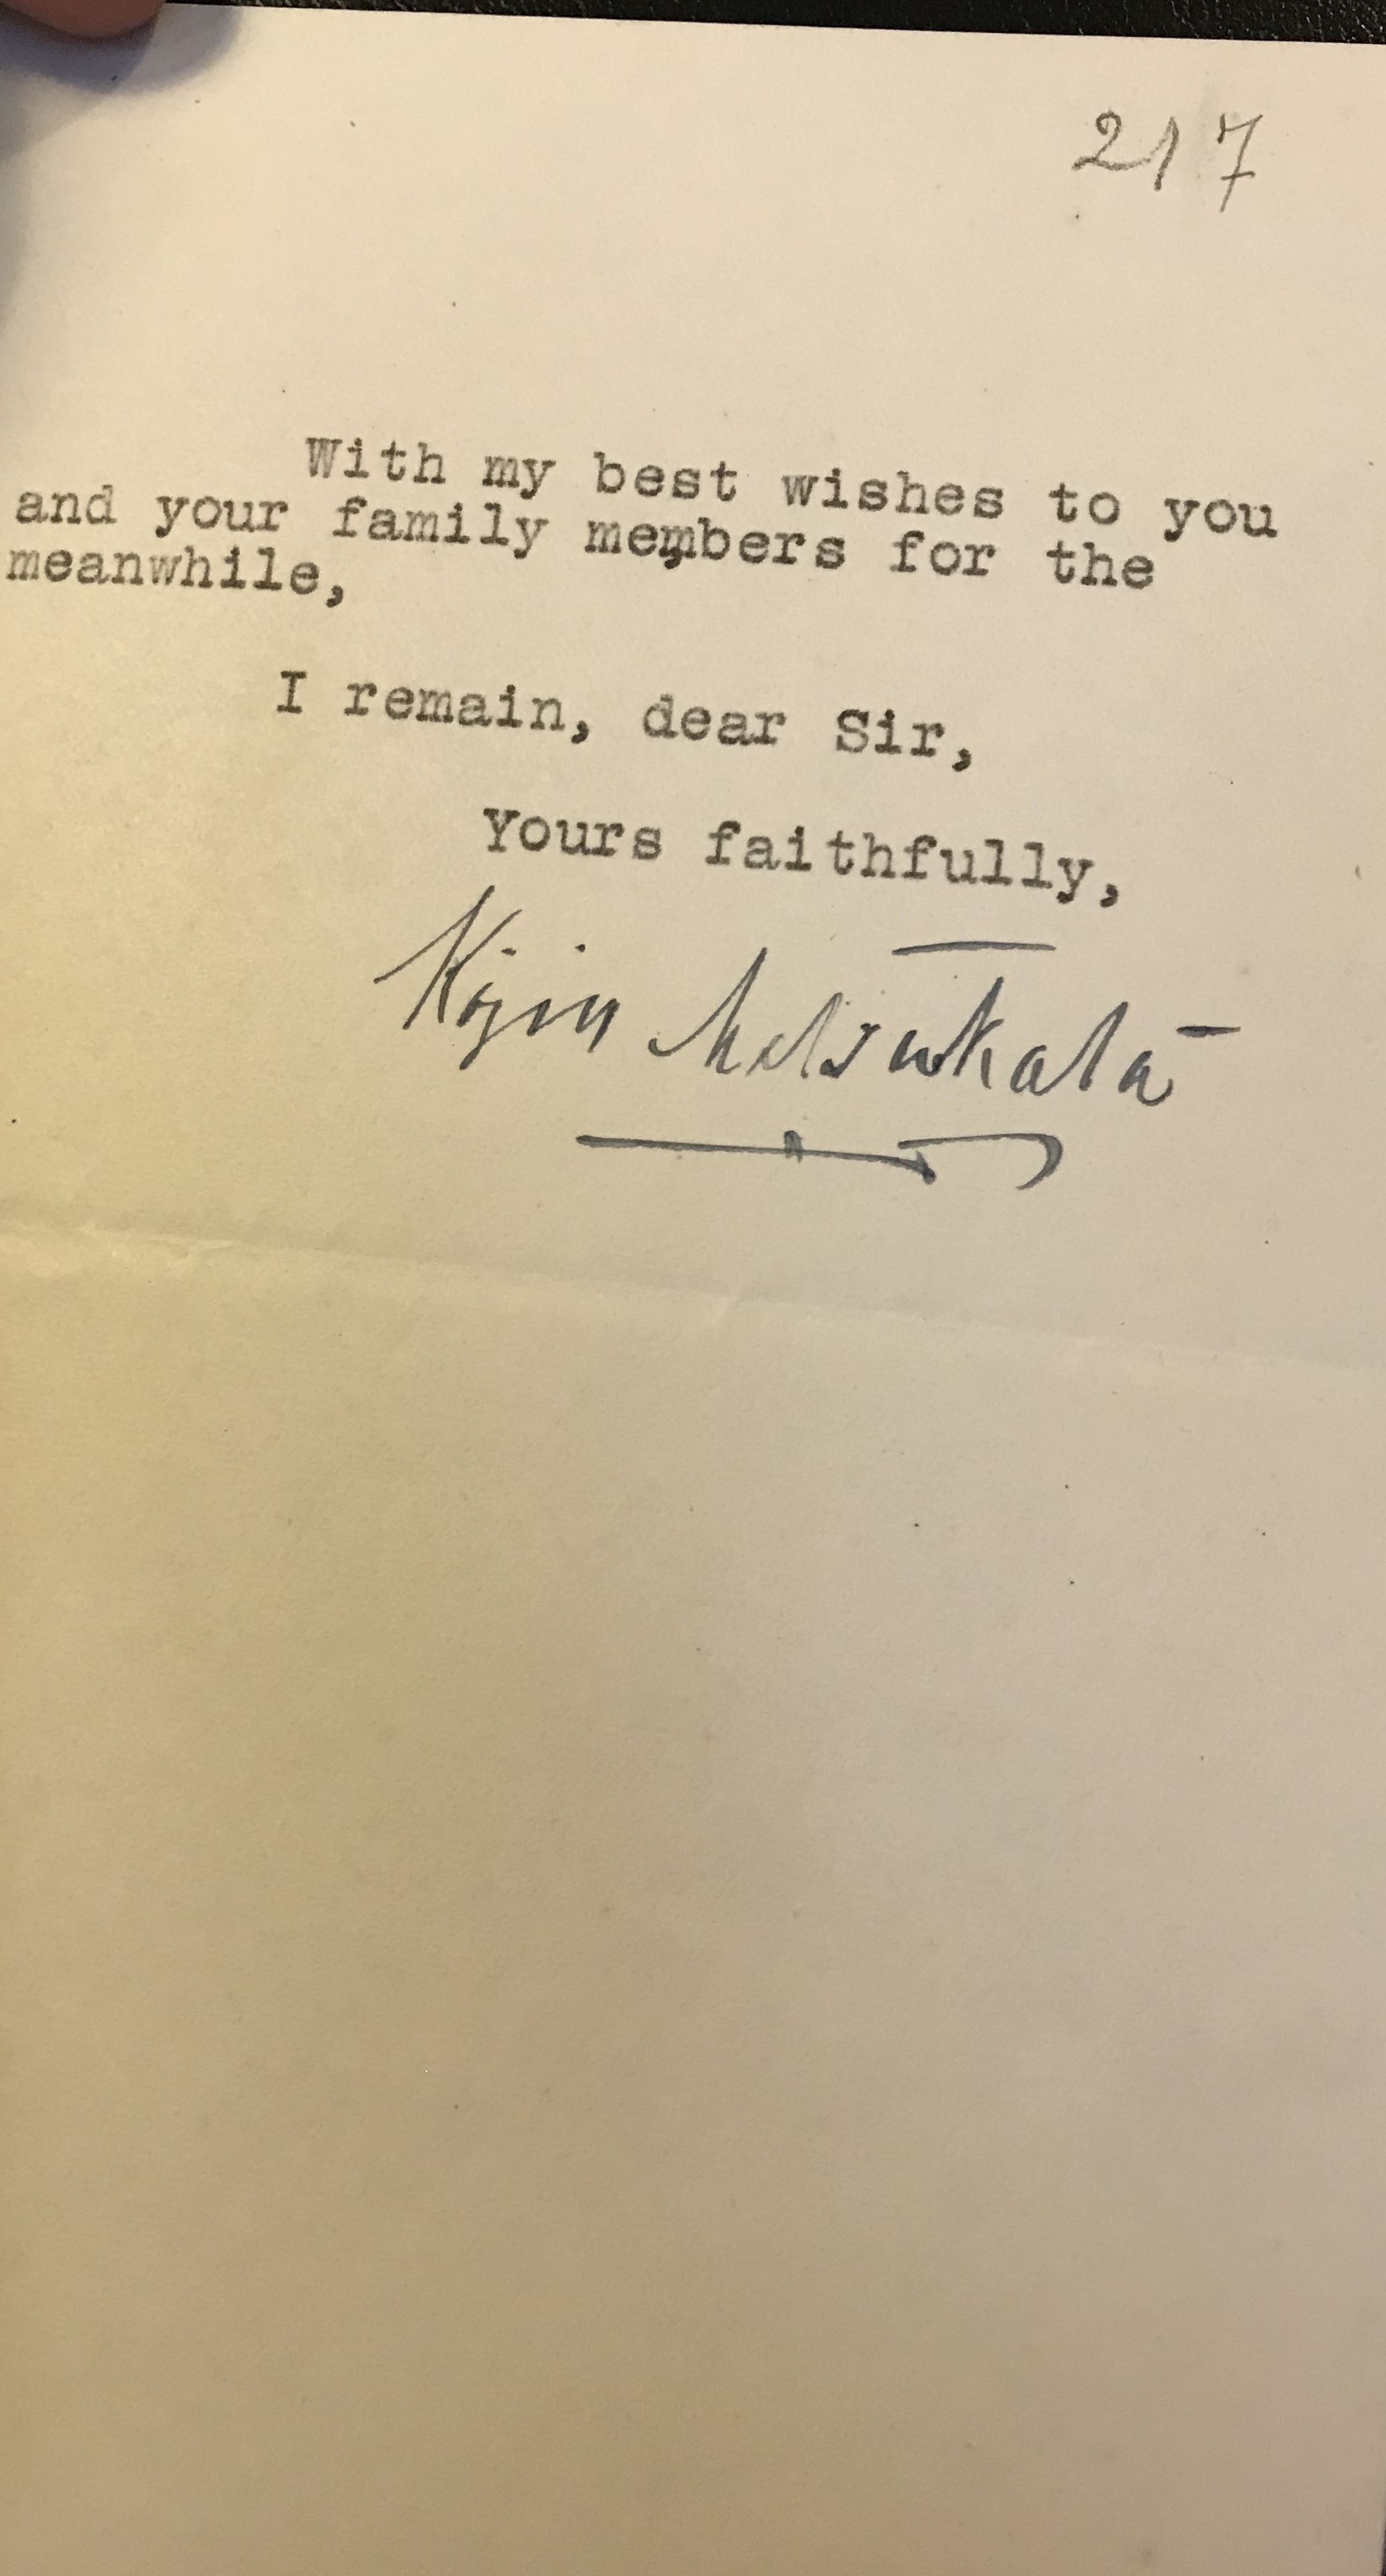 217
With my best wishes to you
and your family members for the
meanwhile,
I remain, dear Sir,
Yours faithfully,